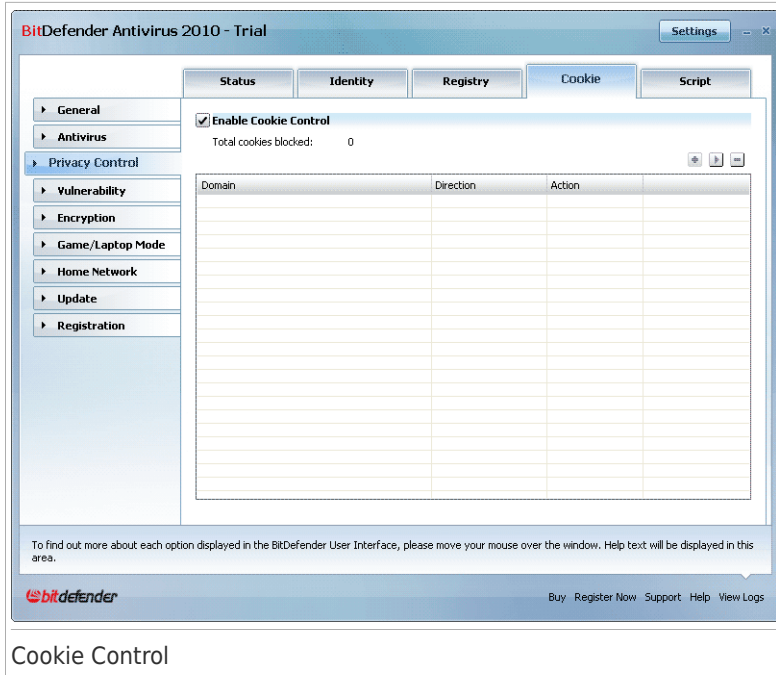 BitDefender Antivirus 2010 - Trial
Settings
Status Identity Registry Cookie Script
General
Antivirus
Privacy Control
Vulnerability
Encryption
Game/Laptop Mode
Home Network
Update
Registration
Enable Cookie Control
Total cookies blocked: 0
Domain Direction Action
To find out more about each option displayed in the BitDefender User Interface, please move your mouse over the window. Help text will be displayed in this
area.
bitdefender
Buy Register Now Support Help View Logs
Cookie Control